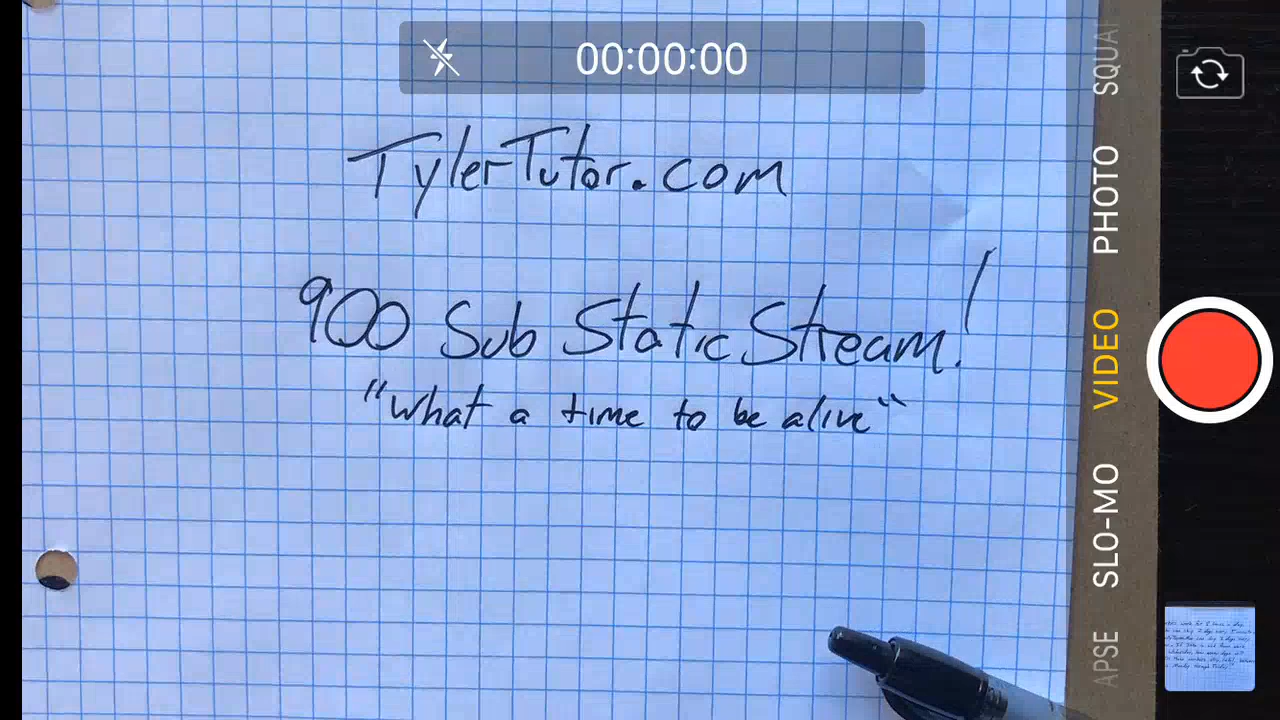 00:00:00
TylerTutor.com
900 Sub Static Stream!
"What a time to be alive"
SQUA
PHOTO
VIDEO
SLO-MO
APSE